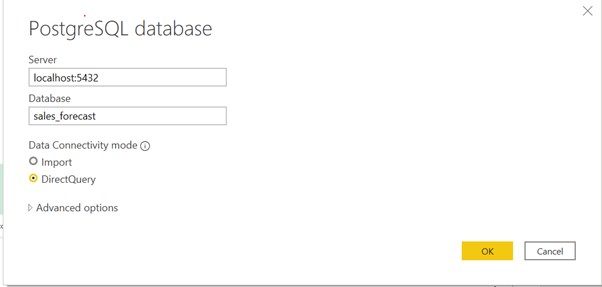 PostgreSQL database
Server
localhost:5432
Database
sales_forecast
Data Connectivity mode
Import
DirectQuery
Advanced options
OK Cancel